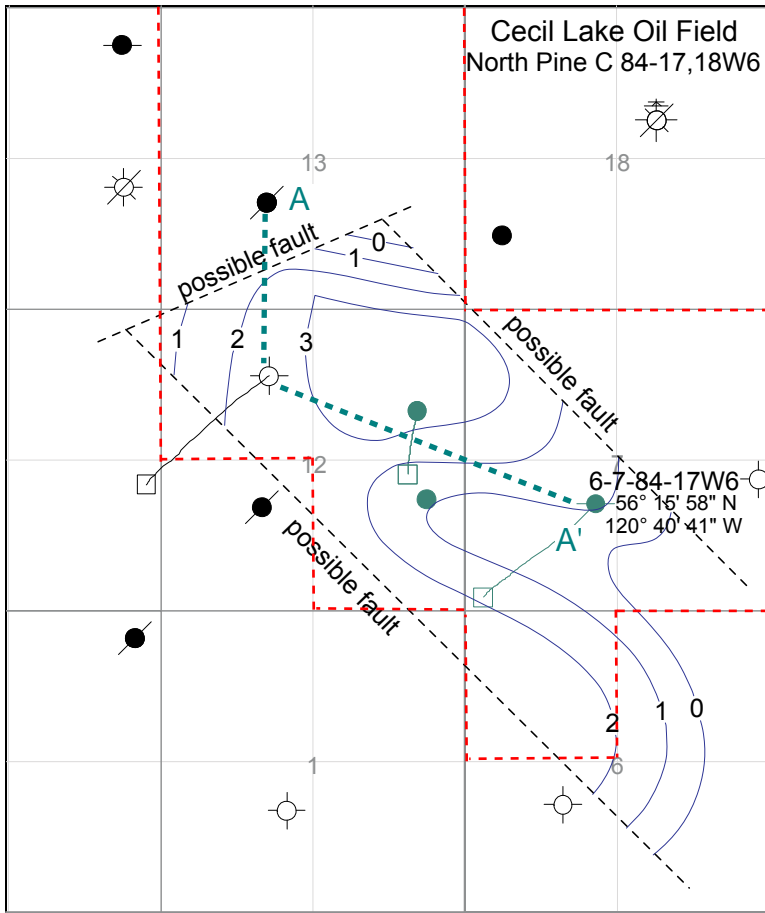 Cecil Lake Oil Field
North Pine C 84-17,18W6
13
18
A
0
1
possible fault
1
2
3
possible fault
12
7
6-7-84-17W6
56° 15' 58" N
120° 40' 41" W
A'
possible fault
2
1
0
1
6